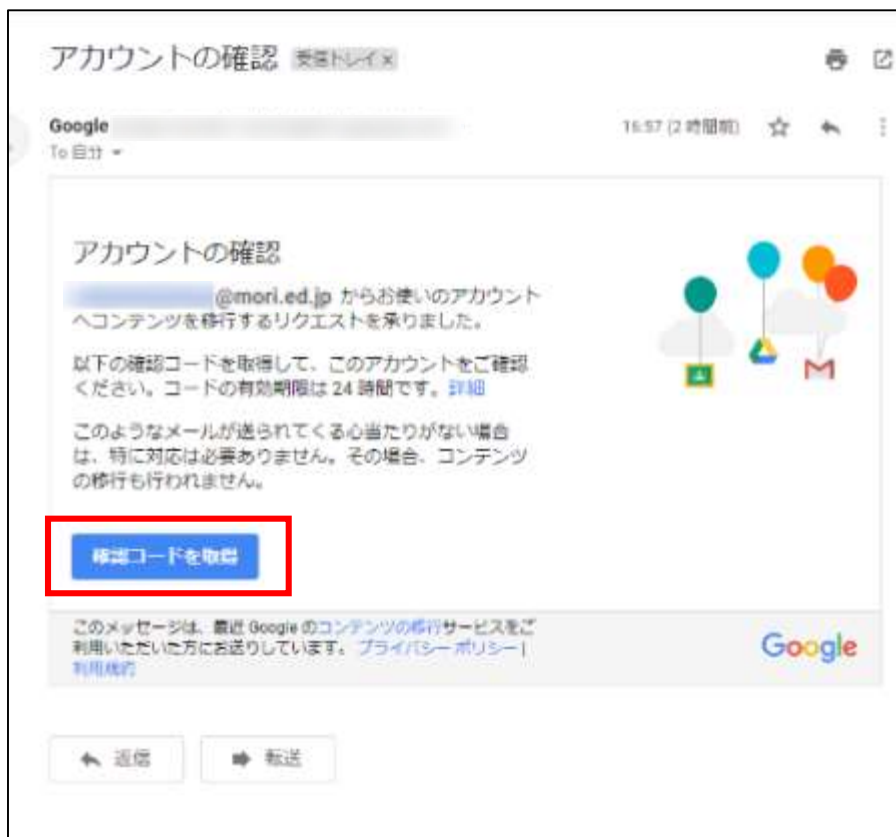 アカウントの確認 受信トレイ ×
Google
16:57 (2 時間前)
To 自分
アカウントの確認
@mori.ed.jp からお使いのアカウント
へコンテンツを移行するリクエストを承りました。
以下の確認コードを取得して、このアカウントをご確認
ください。コードの有効期限は 24 時間です。詳細
このようなメールが送られてくる心当たりがない場合
は、特に対応は必要ありません。その場合、コンテンツ
の移行も行われません。
確認コードを取得
このメッセージは、最近 Google のコンテンツの移行サービスをご
利用いただいた方にお送りしています。 プライバシー ポリシー |
利用規約
Google
返信
転送